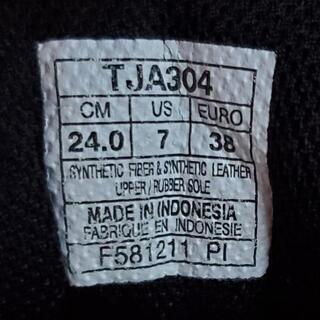 TJA304
CM US EURO
24.0 7 38
SYNTHETIC FIBER & SYNTHETIC LEATHER
UPPER / RUBBER SOLE
MADE IN INDONESIA
FABRIQUE EN INDONESIE
F581211 PI